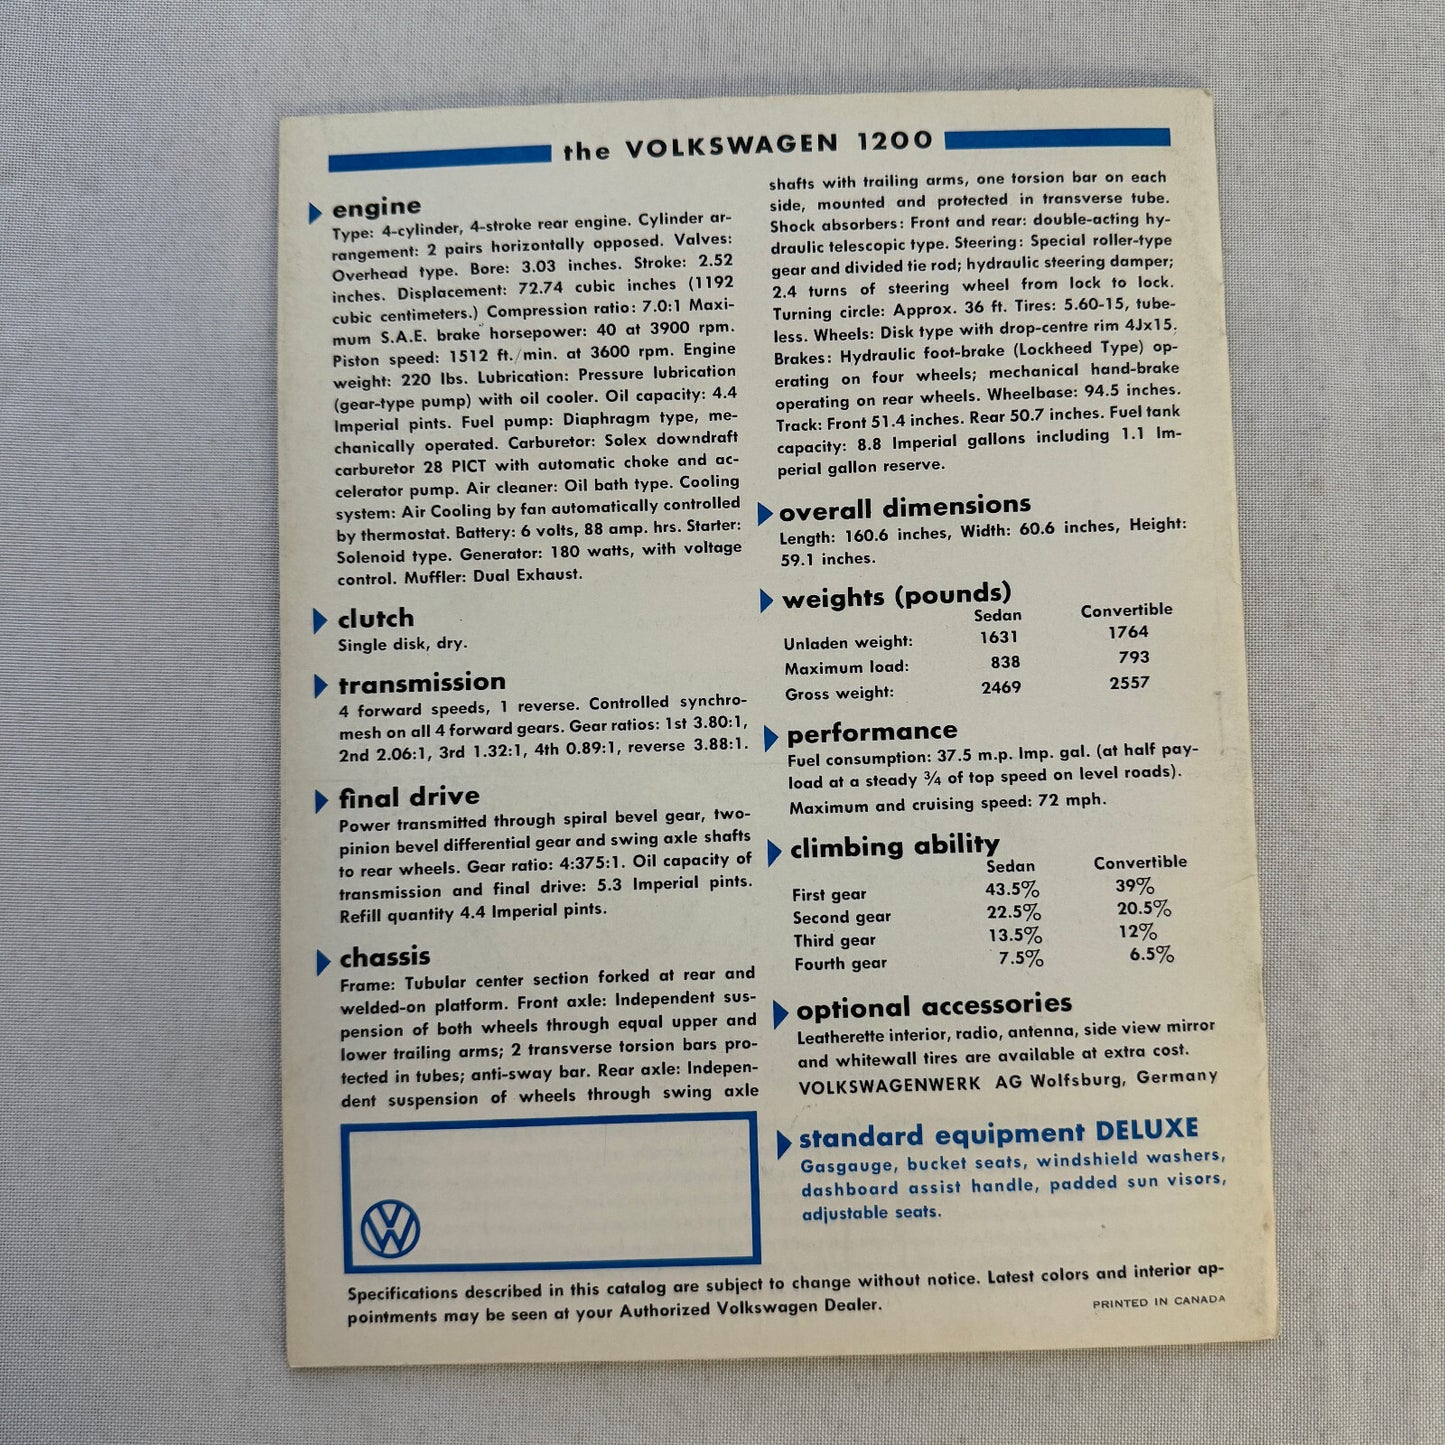 the VOLKSWAGEN 1200
engine
Type: 4-cylinder, 4-stroke rear engine. Cylinder ar-
rangement: 2 pairs horizontally opposed. Valves:
Overhead type. Bore: 3.03 inches. Stroke: 2.52
inches. Displacement: 72.74 cubic inches (1192
cubic centimeters.) Compression ratio: 7.0:1 Maxi-
mum S.A.E. brake horsepower: 40 at 3900 rpm.
Piston speed: 1512 ft./min. at 3600 rpm. Engine
weight: 220 lbs. Lubrication: Pressure lubrication
(gear-type pump) with oil cooler. Oil capacity: 4.4
Imperial pints. Fuel pump: Diaphragm type, me-
chanically operated. Carburetor: Solex downdraft
carburetor 28 PICT with automatic choke and ac-
celerator pump. Air cleaner: Oil bath type. Cooling
system: Air Cooling by fan automatically controlled
by thermostat. Battery: 6 volts, 88 amp. hrs. Starter:
Solenoid type. Generator: 180 watts, with voltage
control. Muffler: Dual Exhaust.
clutch
Single disk, dry.
transmission
4 forward speeds, 1 reverse. Controlled synchro-
mesh on all 4 forward gears. Gear ratios: 1st 3.80:1,
2nd 2.06:1, 3rd 1.32:1, 4th 0.89:1, reverse 3.88:1.
final drive
Power transmitted through spiral bevel gear, two-
pinion bevel differential gear and swing axle shafts
to rear wheels. Gear ratio: 4:375:1. Oil capacity of
transmission and final drive: 5.3 Imperial pints.
Refill quantity 4.4 Imperial pints.
chassis
Frame: Tubular center section forked at rear and
welded-on platform. Front axle: Independent sus-
pension of both wheels through equal upper and
lower trailing arms; 2 transverse torsion bars pro-
tected in tubes; anti-sway bar. Rear axle: Indepen-
dent suspension of wheels through swing axle
shafts with trailing arms, one torsion bar on each
side, mounted and protected in transverse tube.
Shock absorbers: Front and rear: double-acting hy-
draulic telescopic type. Steering: Special roller-type
gear and divided tie rod; hydraulic steering damper;
2.4 turns of steering wheel from lock to lock.
Turning circle: Approx. 36 ft. Tires: 5.60-15, tube-
less. Wheels: Disk type with drop-centre rim 4Jx15.
Brakes: Hydraulic foot-brake (Lockheed Type) op-
erating on four wheels; mechanical hand-brake
operating on rear wheels. Wheelbase: 94.5 inches.
Track: Front 51.4 inches. Rear 50.7 inches. Fuel tank
capacity: 8.8 Imperial gallons including 1.1 Im-
perial gallon reserve.
overall dimensions
Length: 160.6 inches, Width: 60.6 inches, Height:
59.1 inches.
weights (pounds)
Sedan Convertible
Unladen weight: 1631 1764
Maximum load: 838 793
Gross weight: 2469 2557
performance
Fuel consumption: 37.5 m.p. Imp. gal. (at half pay-
load at a steady ¾ of top speed on level roads).
Maximum and cruising speed: 72 mph.
climbing ability
Sedan Convertible
First gear 43.5% 39%
Second gear 22.5% 20.5%
Third gear 13.5% 12%
Fourth gear 7.5% 6.5%
optional accessories
Leatherette interior, radio, antenna, side view mirror
and whitewall tires are available at extra cost.
VOLKSWAGENWERK AG Wolfsburg, Germany
standard equipment DELUXE
Gasgauge, bucket seats, windshield washers,
dashboard assist handle, padded sun visors,
adjustable seats.
VW
Specifications described in this catalog are subject to change without notice. Latest colors and interior ap-
pointments may be seen at your Authorized Volkswagen Dealer.
PRINTED IN CANADA